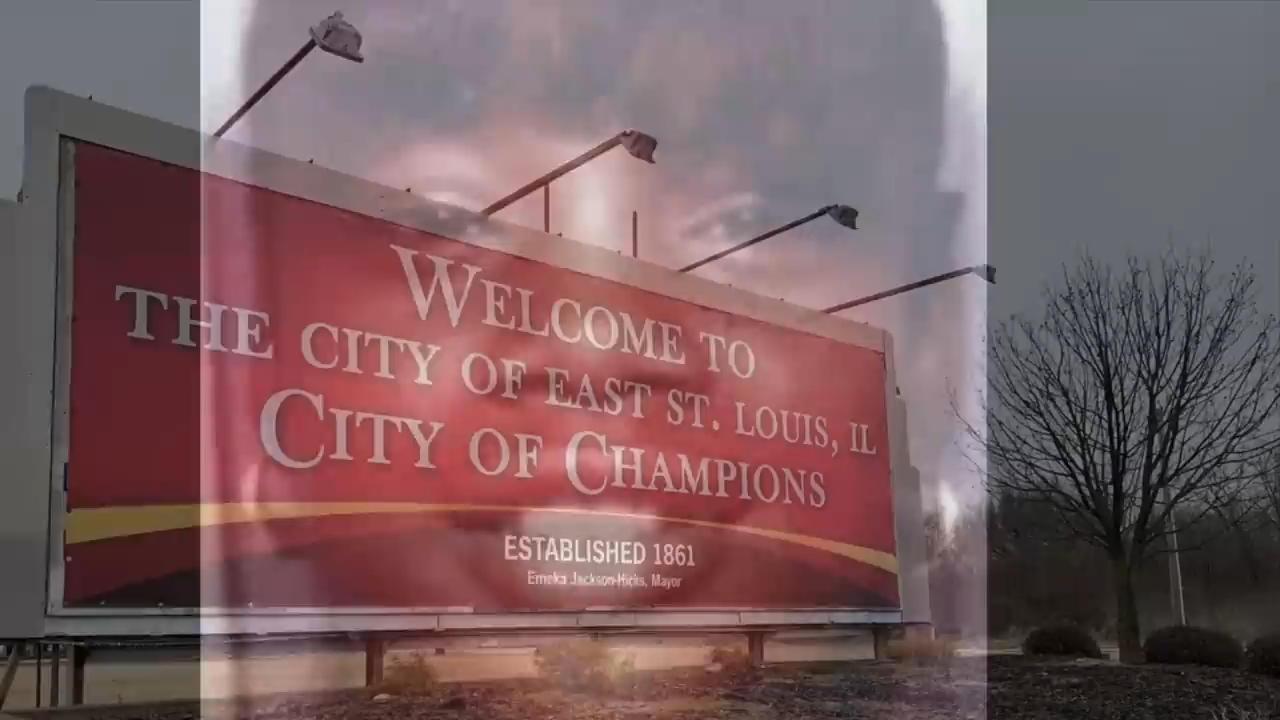 WELCOME TO
THE CITY OF EAST ST. LOUIS, IL
CITY OF CHAMPIONS
ESTABLISHED 1861
Emeka Jackson-Hicks, Mayor